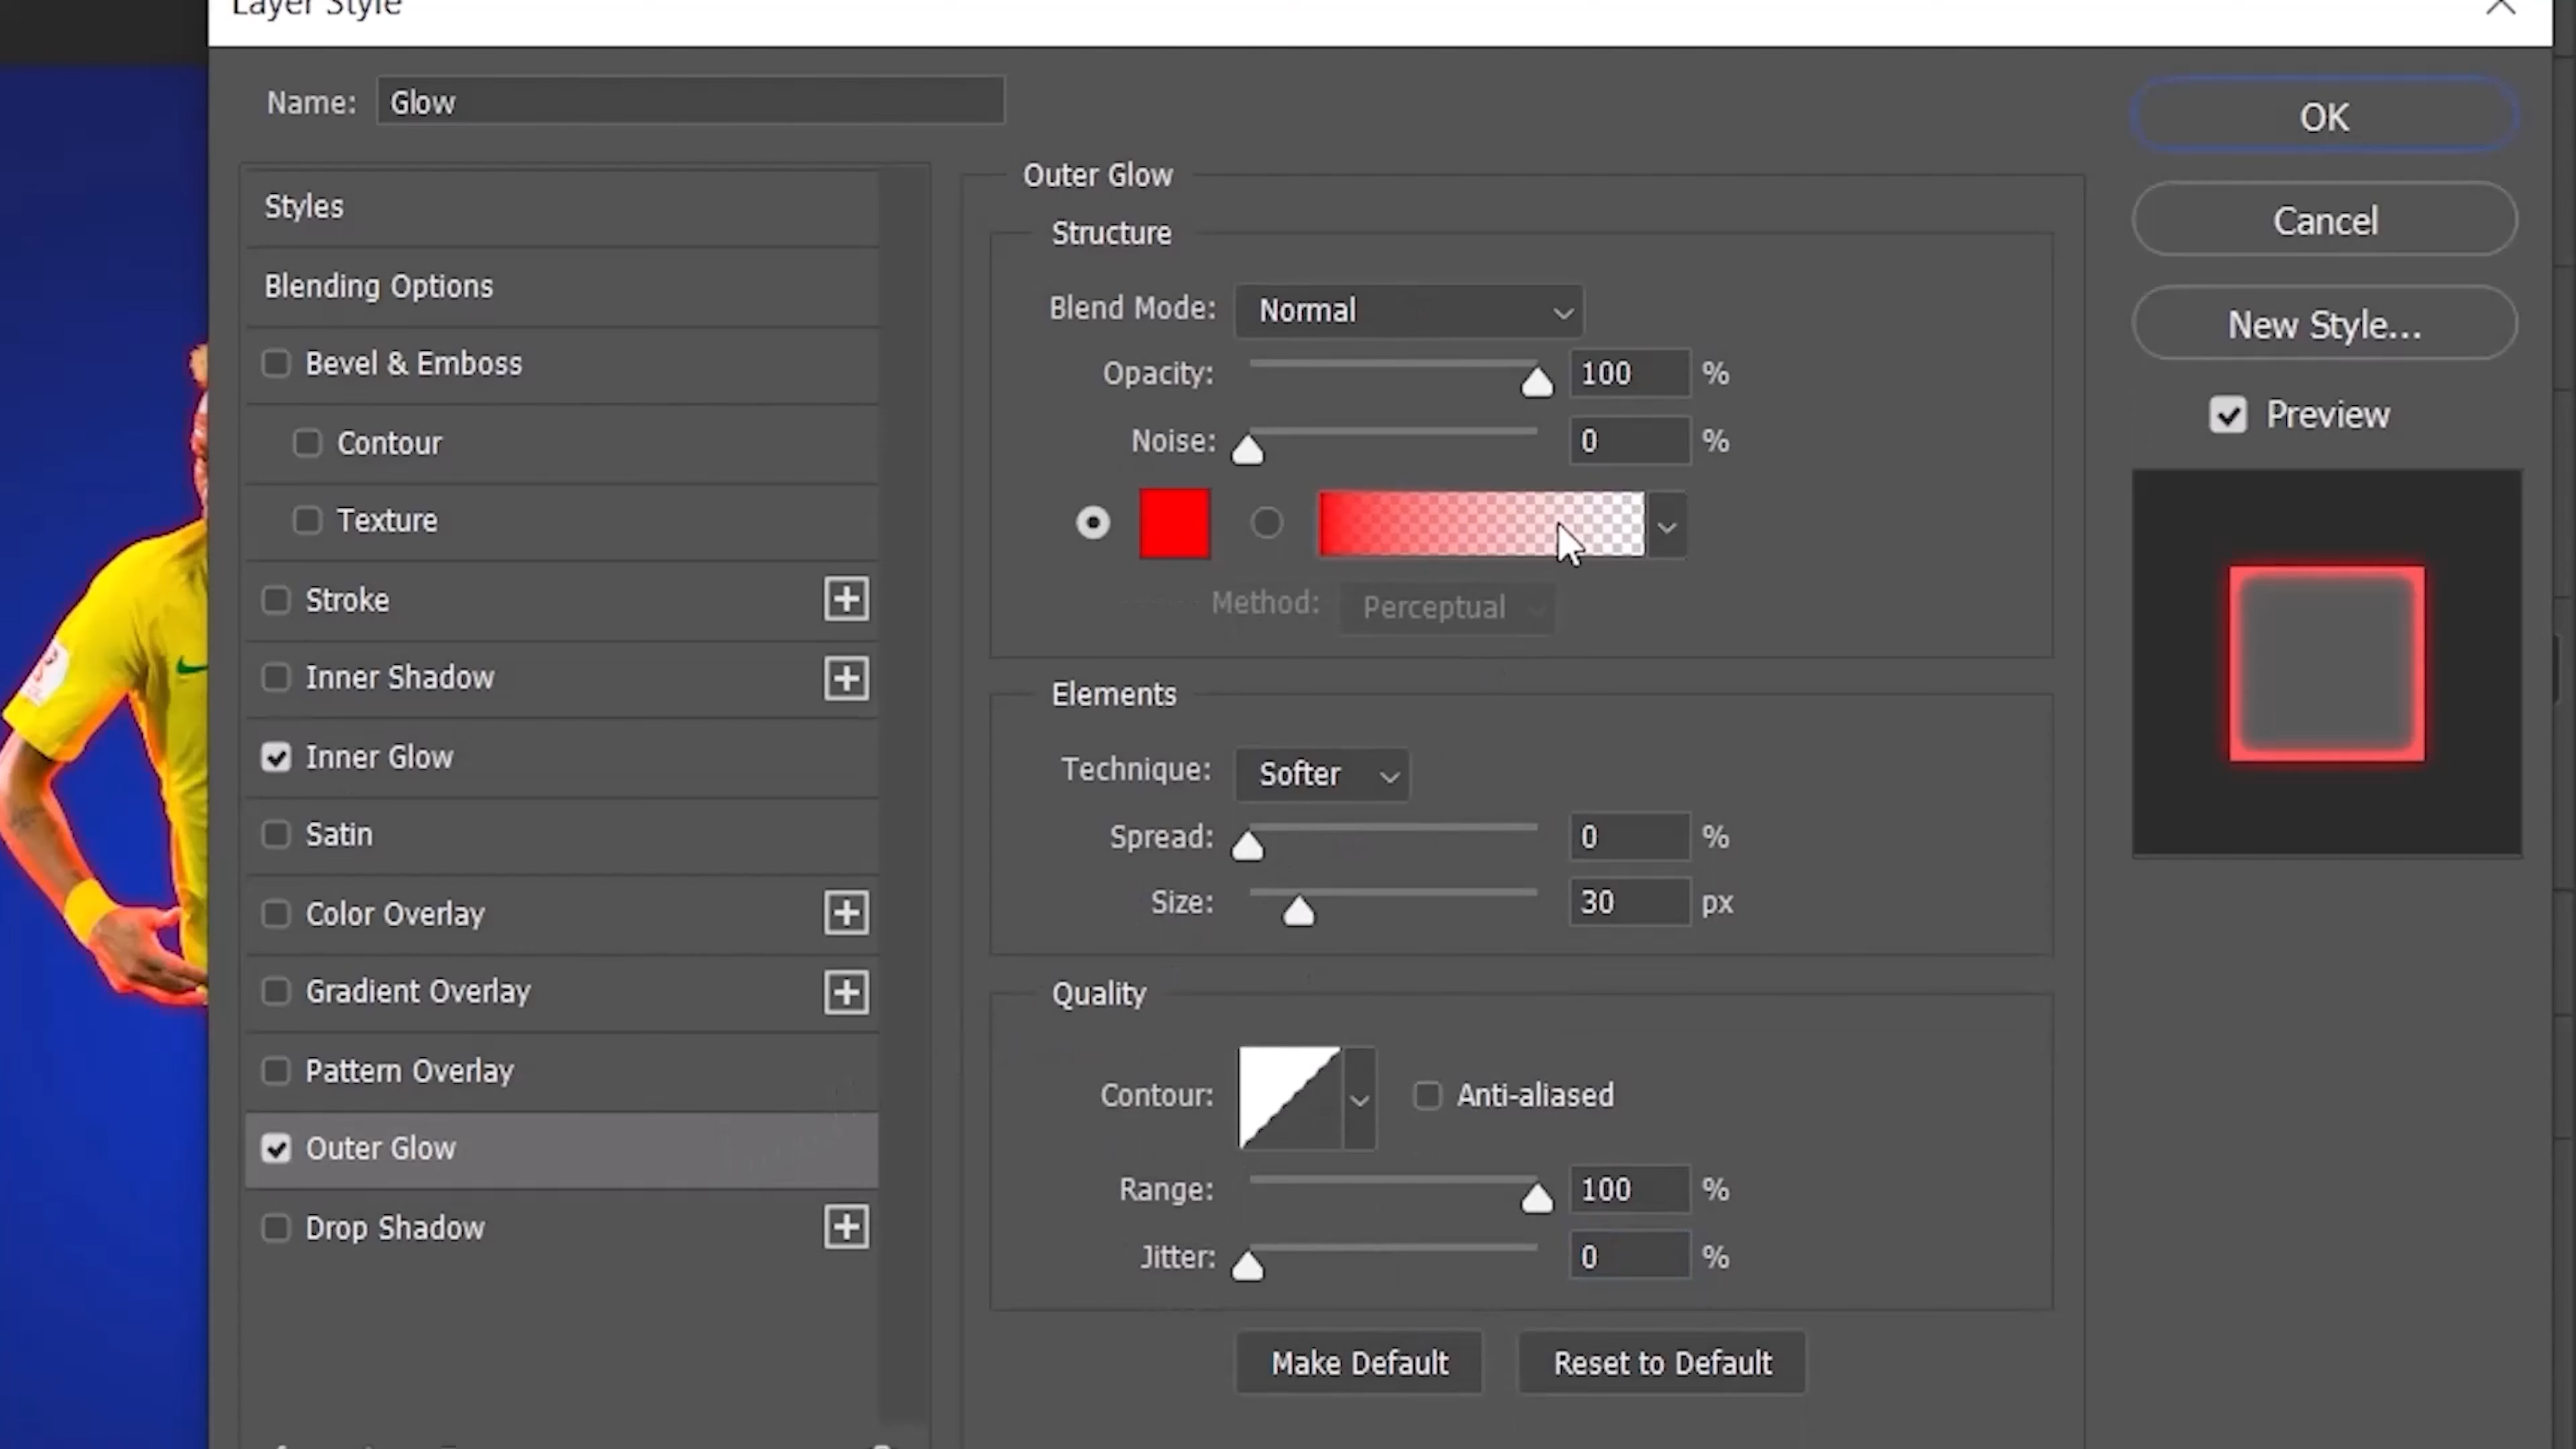 Layer Style
Name: Glow
Styles
Blending Options
Bevel & Emboss
Contour
Texture
Stroke
Inner Shadow
Inner Glow
Satin
Color Overlay
Gradient Overlay
Pattern Overlay
Outer Glow
Drop Shadow
Outer Glow
Structure
Blend Mode: Normal
Opacity: 100 %
Noise: 0 %
Method: Perceptual
Elements
Technique: Softer
Spread: 0 %
Size: 30 px
Quality
Contour: Anti-aliased
Range: 100 %
Jitter: 0 %
Make Default Reset to Default
OK
Cancel
New Style...
Preview